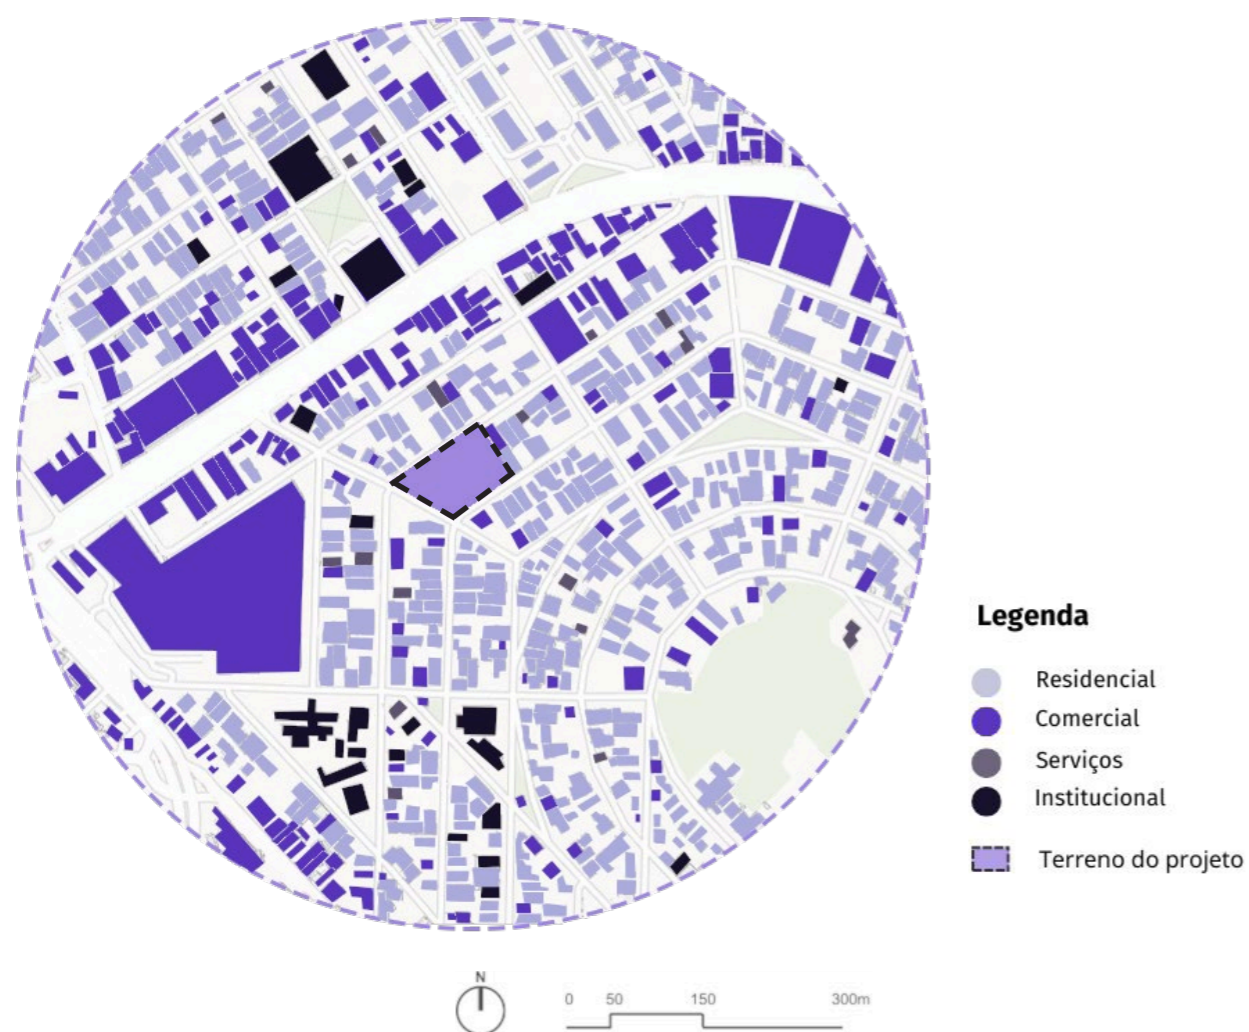 Legenda
Residencial
Comercial
Serviços
Institucional
Terreno do projeto
N
0 50 150 300m